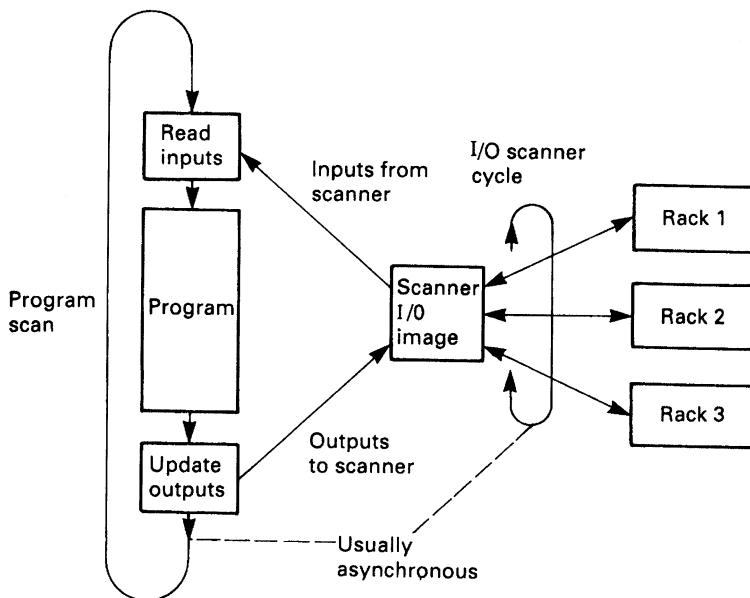 Read
inputs
Inputs from
scanner
I/O scanner
cycle
Rack 1
Program
scan
Program
Scanner
I/O
image
Rack 2
Rack 3
Update
outputs
Outputs
to scanner
Usually
asynchronous